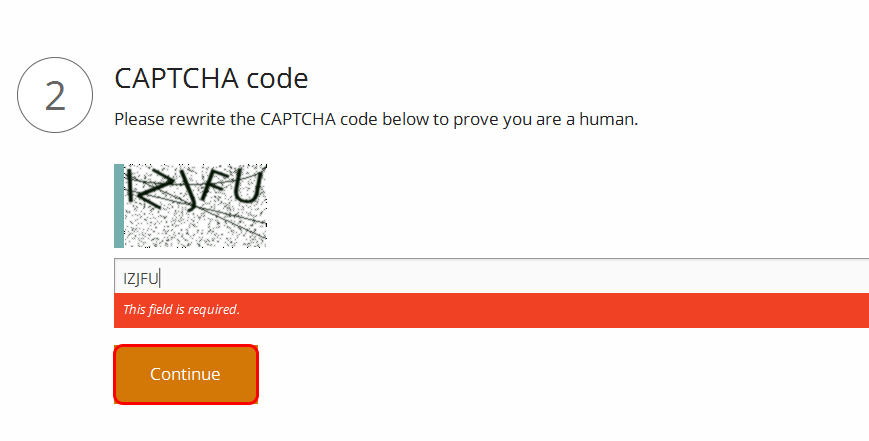 2
CAPTCHA code
Please rewrite the CAPTCHA code below to prove you are a human.
IZJFU
IZJFU
This field is required.
Continue